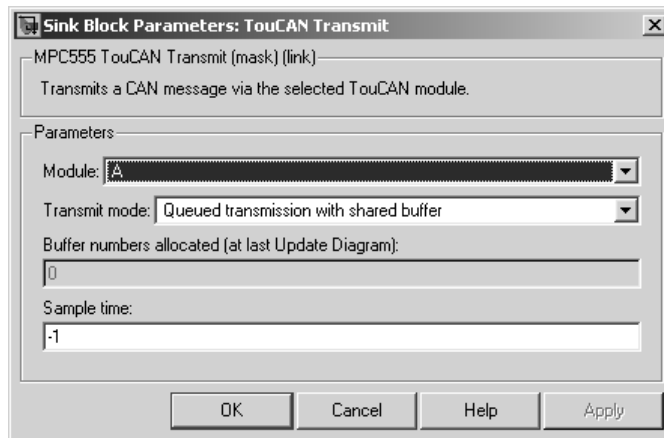 Sink Block Parameters: TouCAN Transmit
MPC555 TouCAN Transmit (mask) (link)
Transmits a CAN message via the selected TouCAN module.
Parameters
Module: A
Transmit mode: Queued transmission with shared buffer
Buffer numbers allocated (at last Update Diagram):
0
Sample time:
-1
OK Cancel Help Apply